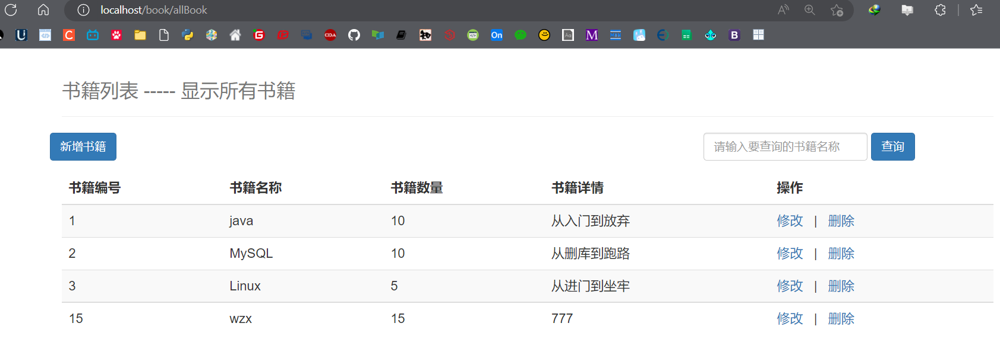 localhost/book/allBook
书籍列表 ----- 显示所有书籍
新增书籍 请输入要查询的书籍名称 查询
书籍编号 书籍名称 书籍数量 书籍详情 操作
1 java 10 从入门到放弃 修改 | 删除
2 MySQL 10 从删库到跑路 修改 | 删除
3 Linux 5 从进门到坐牢 修改 | 删除
15 wzx 15 777 修改 | 删除